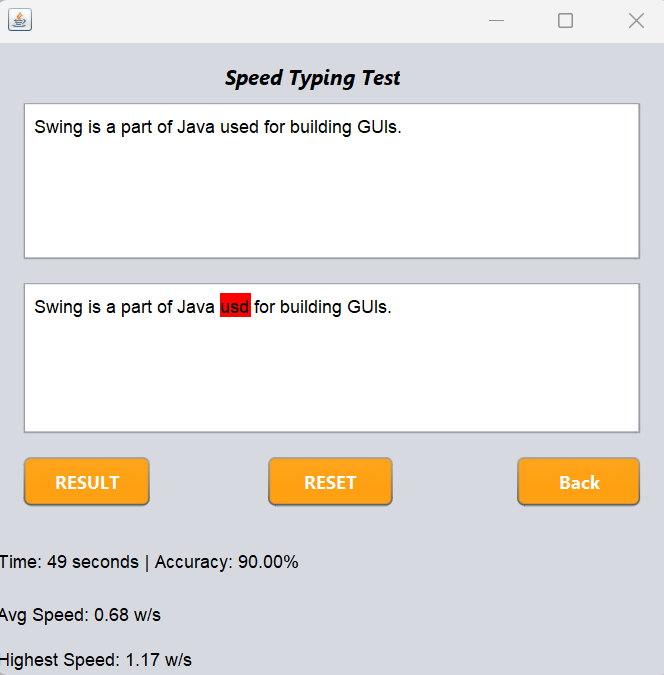 Speed Typing Test
Swing is a part of Java used for building GUIs.
Swing is a part of Java usd for building GUIs.
RESULT RESET Back
Time: 49 seconds | Accuracy: 90.00%
Avg Speed: 0.68 w/s
Highest Speed: 1.17 w/s